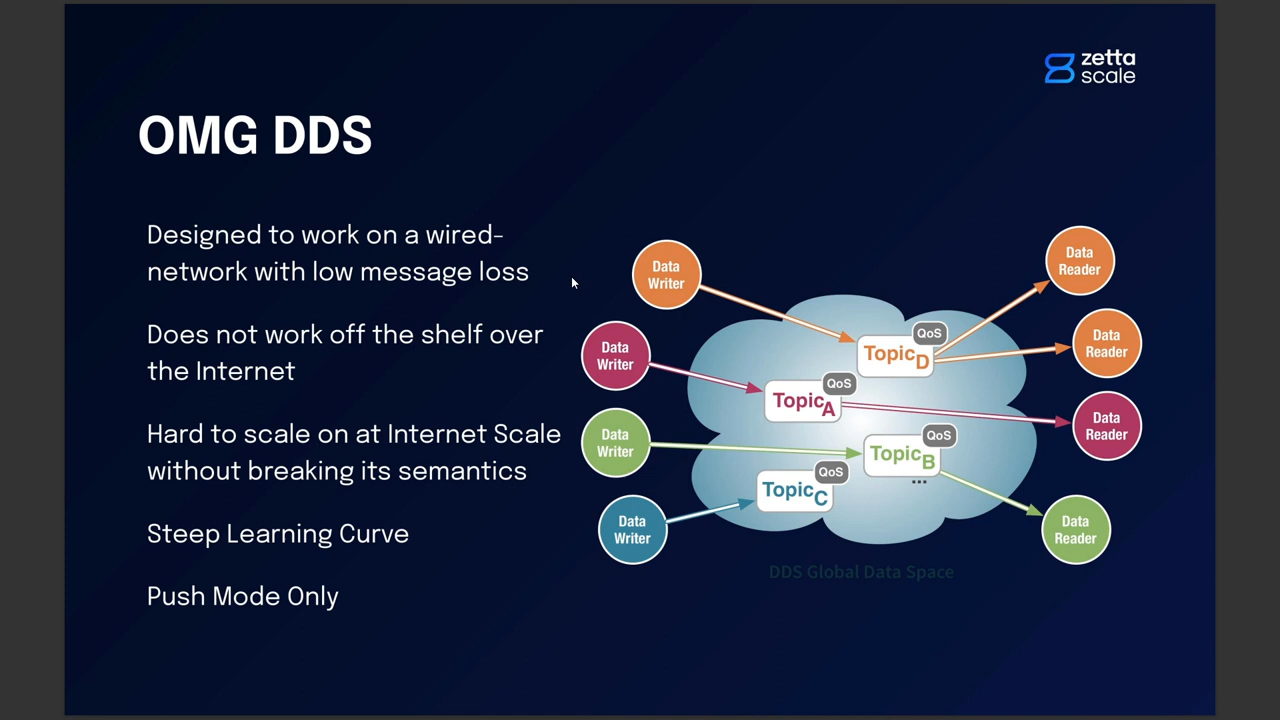 zetta
scale
OMG DDS
Designed to work on a wired-
network with low message loss
Does not work off the shelf over
the Internet
Hard to scale on at Internet Scale
without breaking its semantics
Steep Learning Curve
Push Mode Only
Data
Writer
Data
Writer
Data
Writer
Data
Writer
QoS
TopicD
QoS
TopicA
QoS
TopicB
...
QoS
TopicC
Data
Reader
Data
Reader
Data
Reader
Data
Reader
DDS Global Data Space